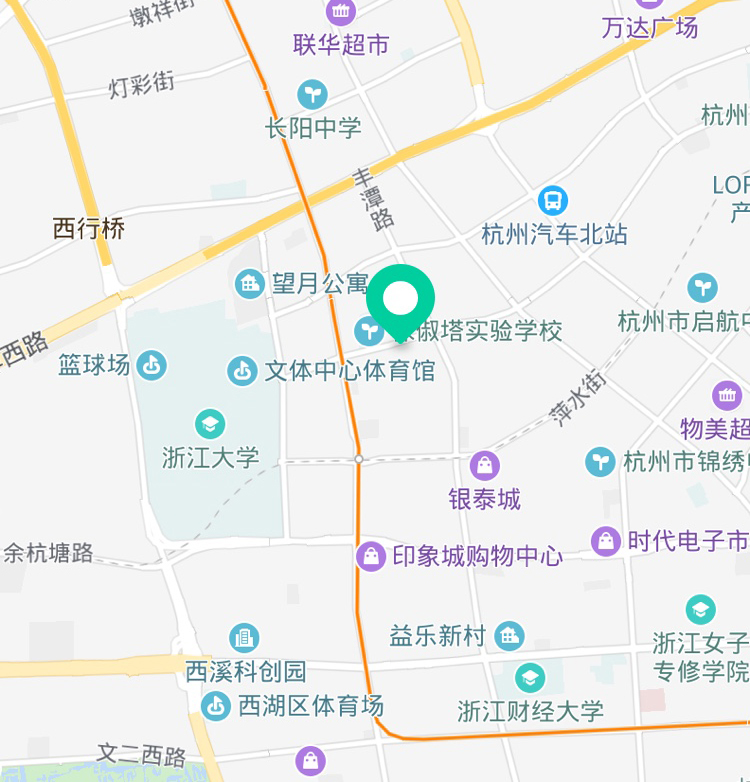 墩祥街
联华超市
万达广场
灯彩街
长阳中学
杭州
丰潭路
LOF
产
西行桥
杭州汽车北站
望月公寓
俶塔实验学校
杭州市启航中
西路
篮球场
文体中心体育馆
萍水街
物美超
浙江大学
杭州市锦绣中
银泰城
余杭塘路
印象城购物中心
时代电子市
益乐新村
浙江女子
专修学院
西溪科创园
西湖区体育场
浙江财经大学
文二西路